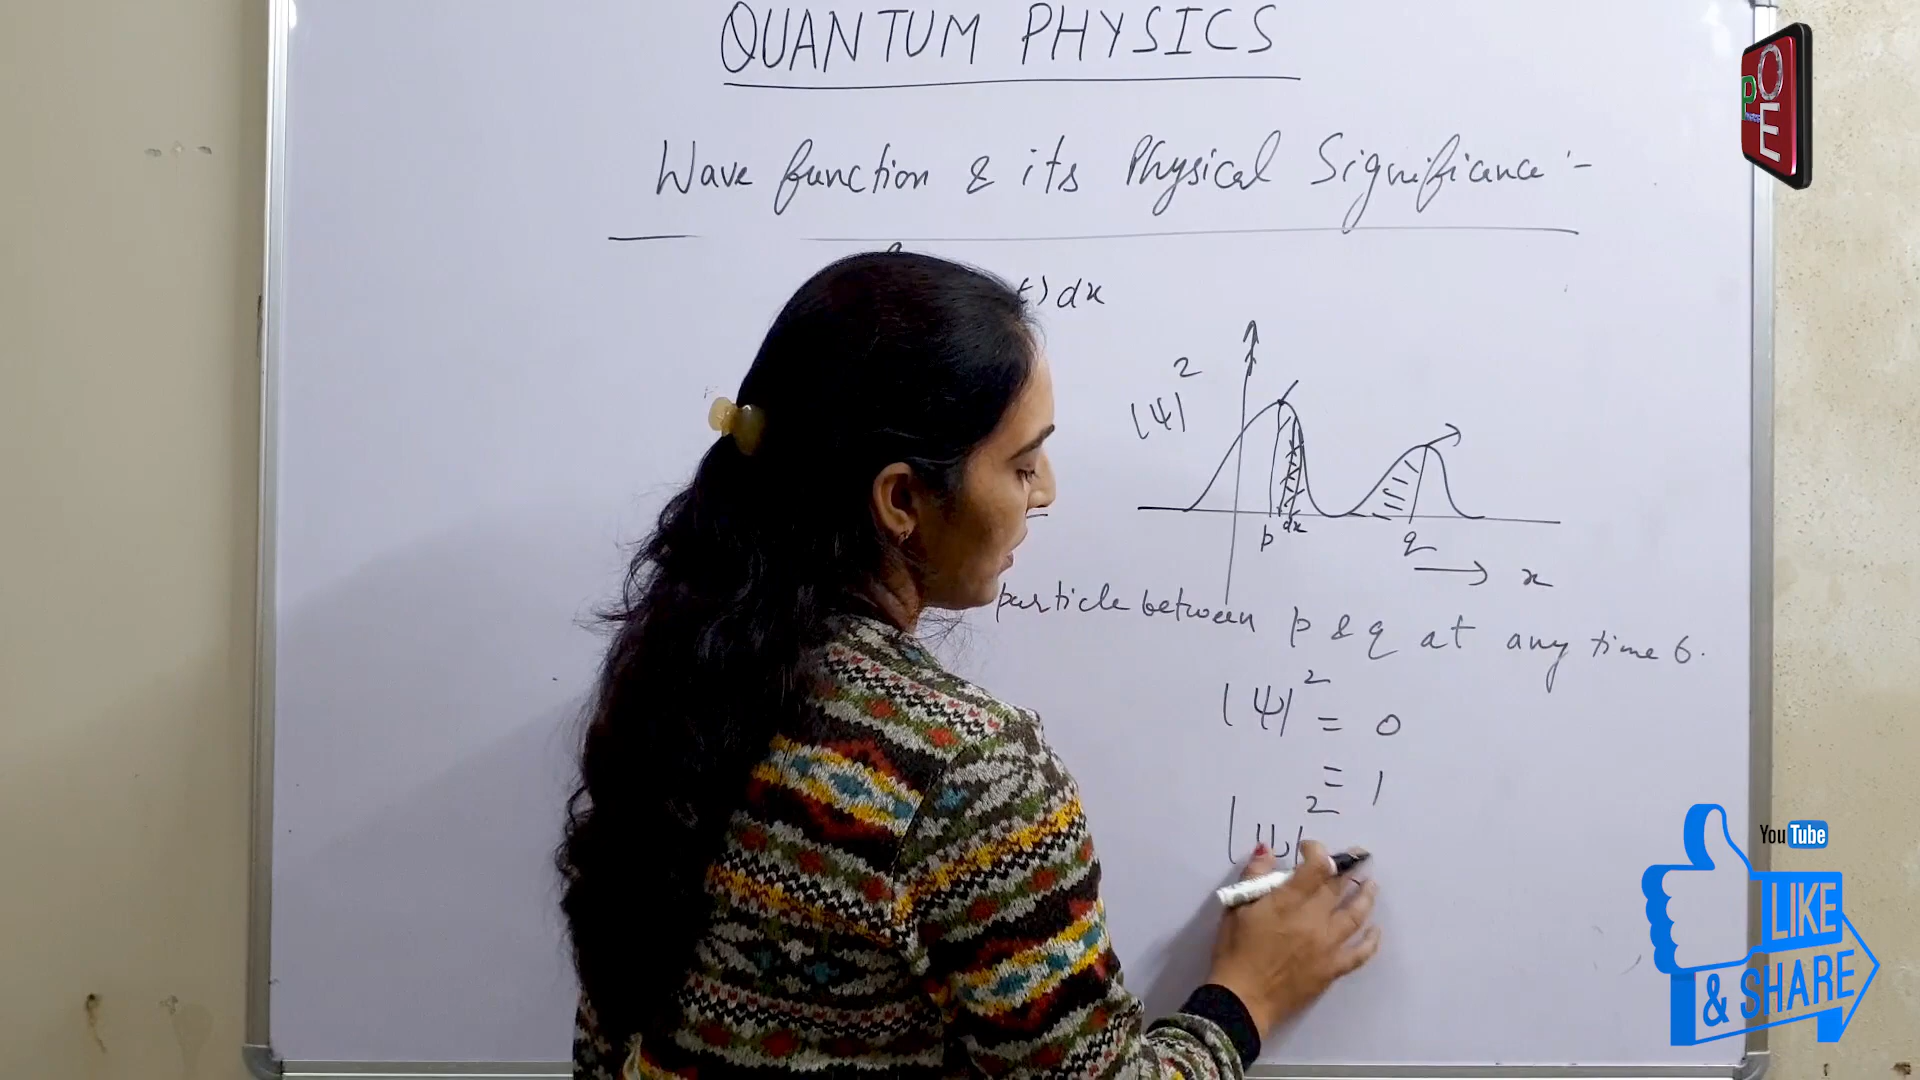 QUANTUM PHYSICS
Wave function & its Physical Significance :-
t) dx
|ψ|²
p dx q
x
particle between p & q at any time 6.
|ψ|² = 0
= 1
|ψ|²
P
O
E
You Tube
LIKE
& SHARE